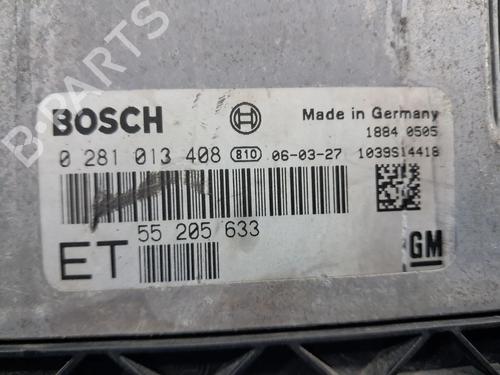 B-PARTS
BOSCH
Made in Germany
1884 0505
0 281 013 408 810 06-03-27 1039S14418
55 205 633
ET
GM